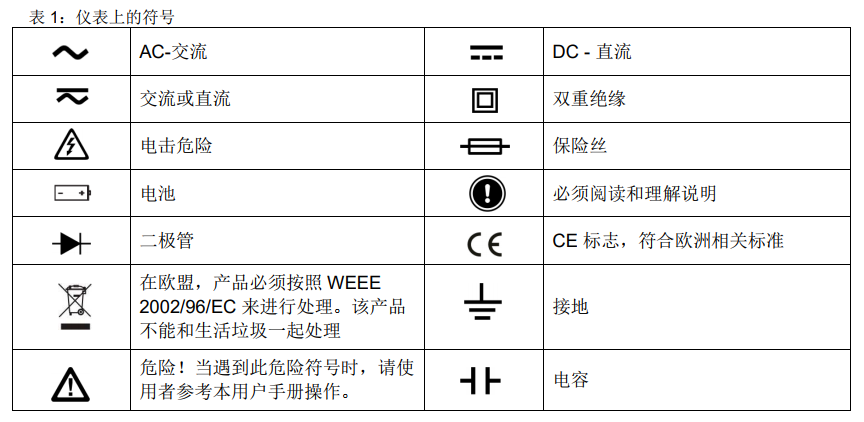 表 1：仪表上的符号
AC-交流
DC - 直流
交流或直流
双重绝缘
电击危险
保险丝
电池
必须阅读和理解说明
二极管
CE
CE 标志，符合欧洲相关标准
在欧盟，产品必须按照 WEEE
2002/96/EC 来进行处理。该产品
不能和生活垃圾一起处理
接地
危险！当遇到此危险符号时，请使
用者参考本用户手册操作。
电容